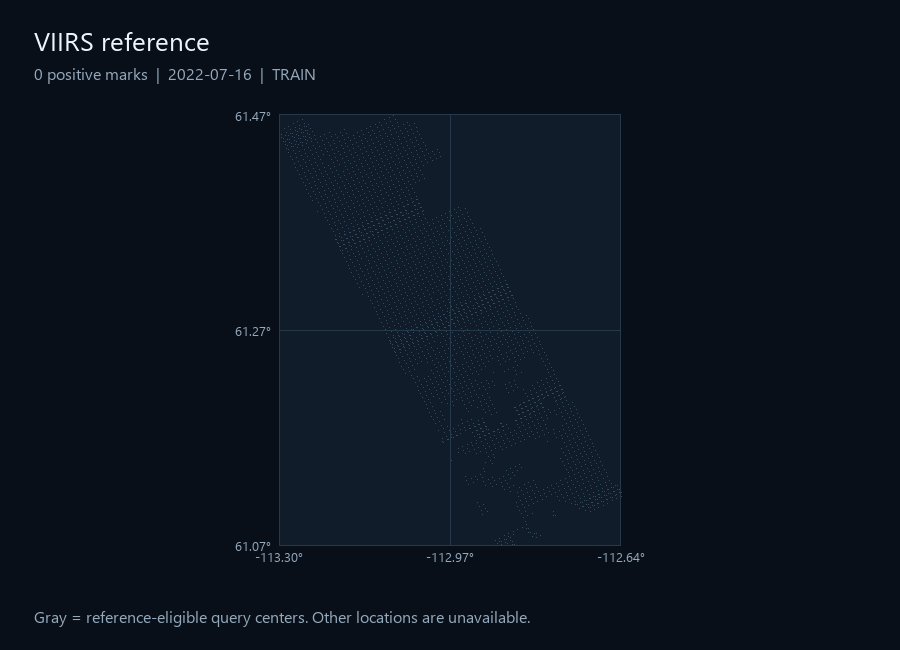 VIIRS reference
0 positive marks | 2022-07-16 | TRAIN
61.47°
61.27°
61.07°
-113.30°
-112.97°
-112.64°
Gray = reference-eligible query centers. Other locations are unavailable.